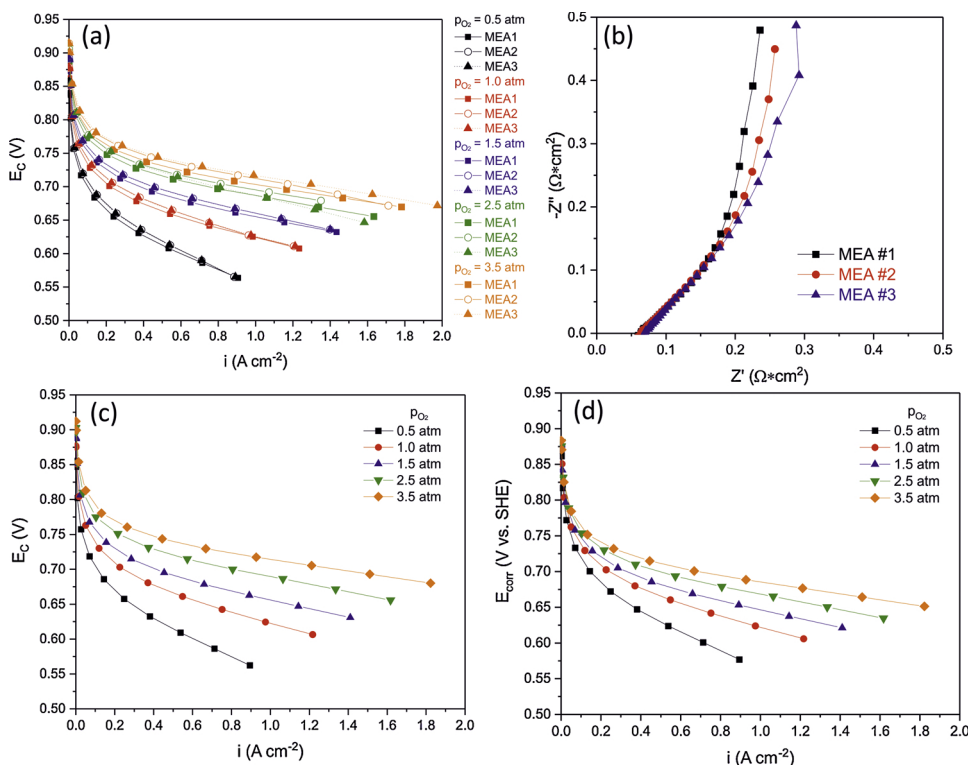 (a)
0.95
0.90
0.85
0.80
0.75
0.70
0.65
0.60
0.55
0.50
E_C (V)
0.0 0.2 0.4 0.6 0.8 1.0 1.2 1.4 1.6 1.8 2.0
i (A cm⁻²)
p_O₂ = 0.5 atm
MEA1
MEA2
MEA3
p_O₂ = 1.0 atm
MEA1
MEA2
MEA3
p_O₂ = 1.5 atm
MEA1
MEA2
MEA3
p_O₂ = 2.5 atm
MEA1
MEA2
MEA3
p_O₂ = 3.5 atm
MEA1
MEA2
MEA3
(b)
0.5
0.4
0.3
0.2
0.1
0.0
-Z'' (Ω*cm²)
MEA #1
MEA #2
MEA #3
0.0 0.1 0.2 0.3 0.4 0.5
Z' (Ω*cm²)
(c)
0.95
0.90
0.85
0.80
0.75
0.70
0.65
0.60
0.55
0.50
E_C (V)
p_O₂
0.5 atm
1.0 atm
1.5 atm
2.5 atm
3.5 atm
0.0 0.2 0.4 0.6 0.8 1.0 1.2 1.4 1.6 1.8 2.0
i (A cm⁻²)
(d)
0.95
0.90
0.85
0.80
0.75
0.70
0.65
0.60
0.55
0.50
E_corr (V vs. SHE)
p_O₂
0.5 atm
1.0 atm
1.5 atm
2.5 atm
3.5 atm
0.0 0.2 0.4 0.6 0.8 1.0 1.2 1.4 1.6 1.8 2.0
i (A cm⁻²)